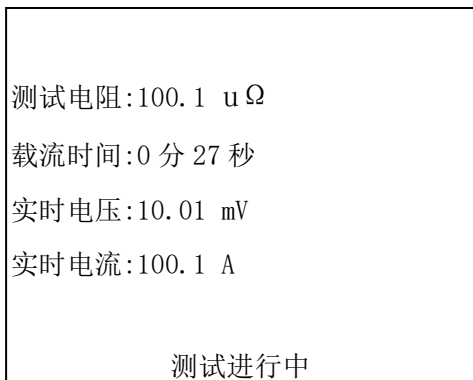 测试电阻:100.1 uΩ
载流时间:0 分 27 秒
实时电压:10.01 mV
实时电流:100.1 A
测试进行中